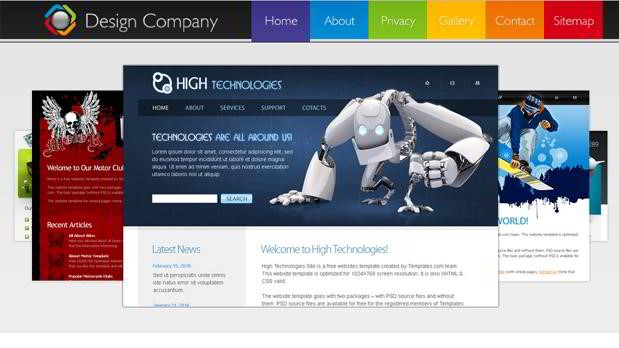 Design Company
Home
About
Privacy
Gallery
Contact
Sitemap
HIGH TECHNOLOGIES
HOME
ABOUT
SERVICES
SUPPORT
COTACTS
TECHNOLOGIES ARE ALL AROUND US!
Lorem ipsum dolor sit amet, consectetur adipisicing elit, sed
do eiusmod tempor incididunt ut labore et dolore magna
aliqua. Ut enim ad minim veniam, quis nostrud exercitation
ullamco laboris nisi ut aliquip.
SEARCH
Latest News
February 15, 2010
Sed ut perspiciatis unde omnis
iste natus error sit voluptatem
accusantium.
January 21, 2010
Welcome to High Technologies!
High Technologies Site is a free websites template created by Templates.com team.
This website template is optimized for 1024X768 screen resolution. It is also XHTML &
CSS valid.
The website template goes with two packages – with PSD source files and without
them. PSD source files are available for free for the registered members of Templates.
Welcome to Our Motor Club
Recent Articles
All About Bikes
About Motor Template
Popular Motorcycle Clubs
WORLD!